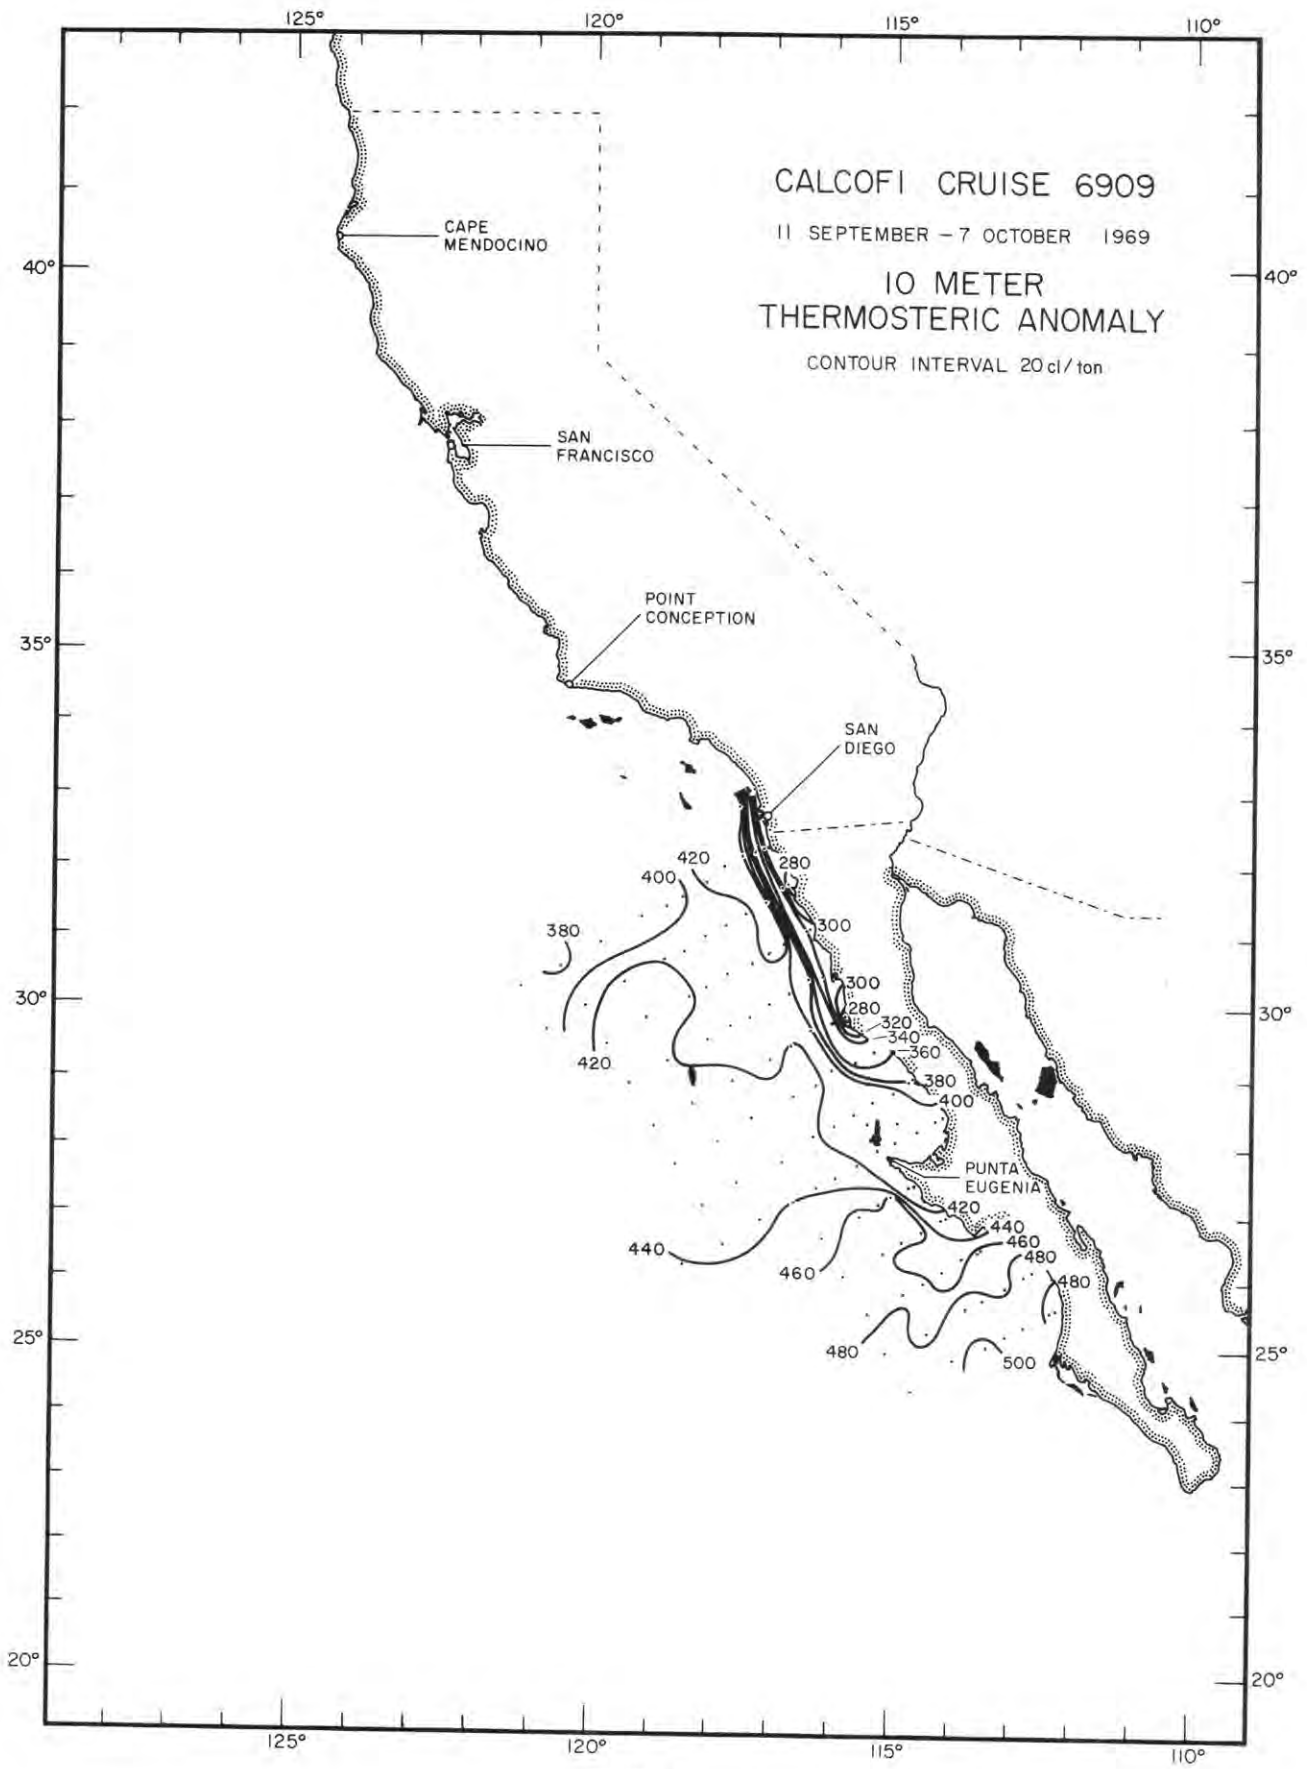 125°
120°
115°
110°
CALCOFI CRUISE 6909
11 SEPTEMBER – 7 OCTOBER 1969
10 METER
THERMOSTERIC ANOMALY
CONTOUR INTERVAL 20 cl/ton
CAPE
MENDOCINO
40°
40°
SAN
FRANCISCO
POINT
CONCEPTION
35°
35°
SAN
DIEGO
420
400
280
380
300
300
280
320
340
360
30°
30°
420
380
400
PUNTA
EUGENIA
420
440
460
480
440
460
480
480
500
25°
25°
20°
20°
125°
120°
115°
110°